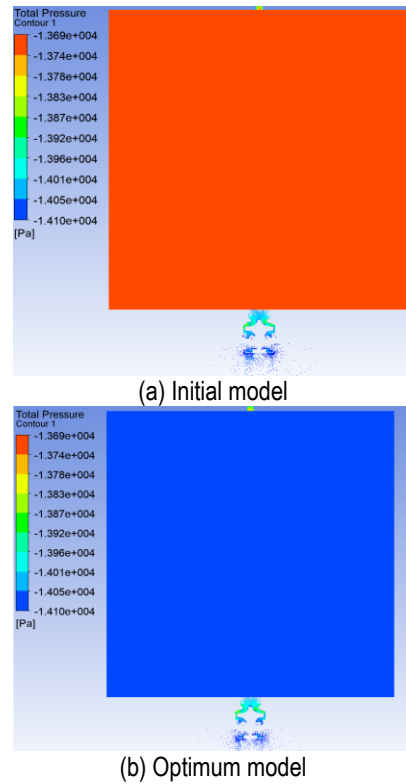 Total Pressure
Contour 1
-1.369e+004
-1.374e+004
-1.378e+004
-1.383e+004
-1.387e+004
-1.392e+004
-1.396e+004
-1.401e+004
-1.405e+004
-1.410e+004
[Pa]
(a) Initial model
Total Pressure
Contour 1
-1.369e+004
-1.374e+004
-1.378e+004
-1.383e+004
-1.387e+004
-1.392e+004
-1.396e+004
-1.401e+004
-1.405e+004
-1.410e+004
[Pa]
(b) Optimum model